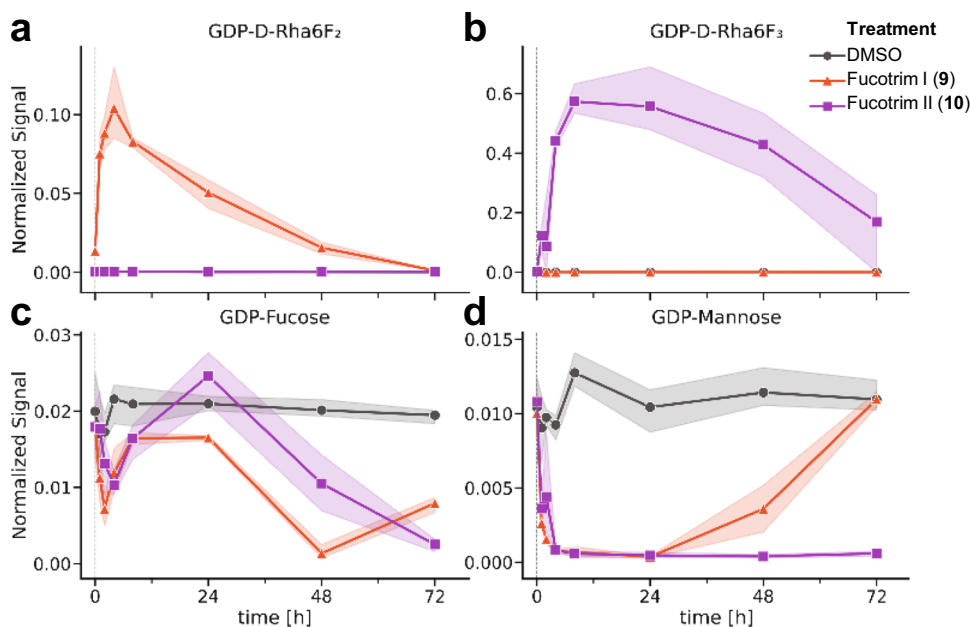 a
GDP-D-Rha6F₂
Normalized Signal
0.10
0.05
0.00
b
GDP-D-Rha6F₃
0.6
0.4
0.2
0.0
Treatment
DMSO
Fucotrim I (9)
Fucotrim II (10)
c
GDP-Fucose
Normalized Signal
0.03
0.02
0.01
0.00
0
24
48
72
time [h]
d
GDP-Mannose
0.015
0.010
0.005
0.000
0
24
48
72
time [h]